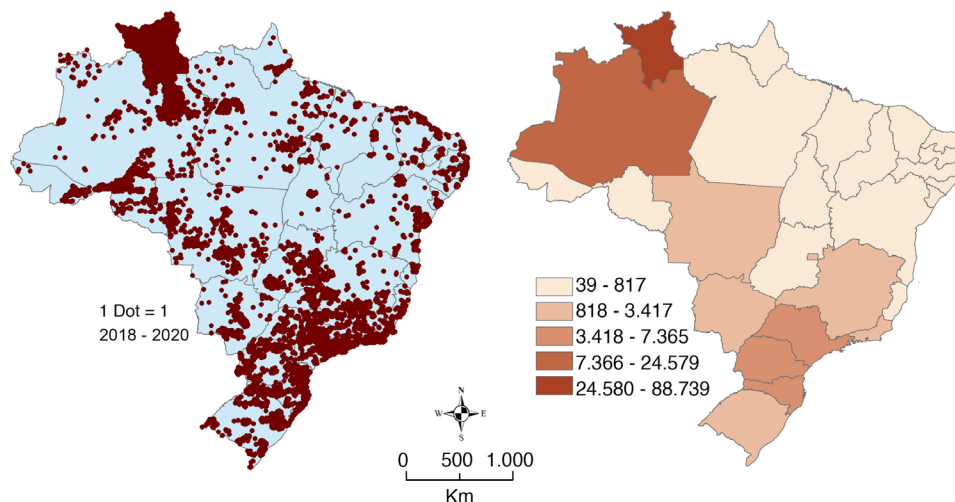 1 Dot = 1
2018 - 2020
39 - 817
818 - 3.417
3.418 - 7.365
7.366 - 24.579
24.580 - 88.739
N
W E
S
0 500 1.000
Km